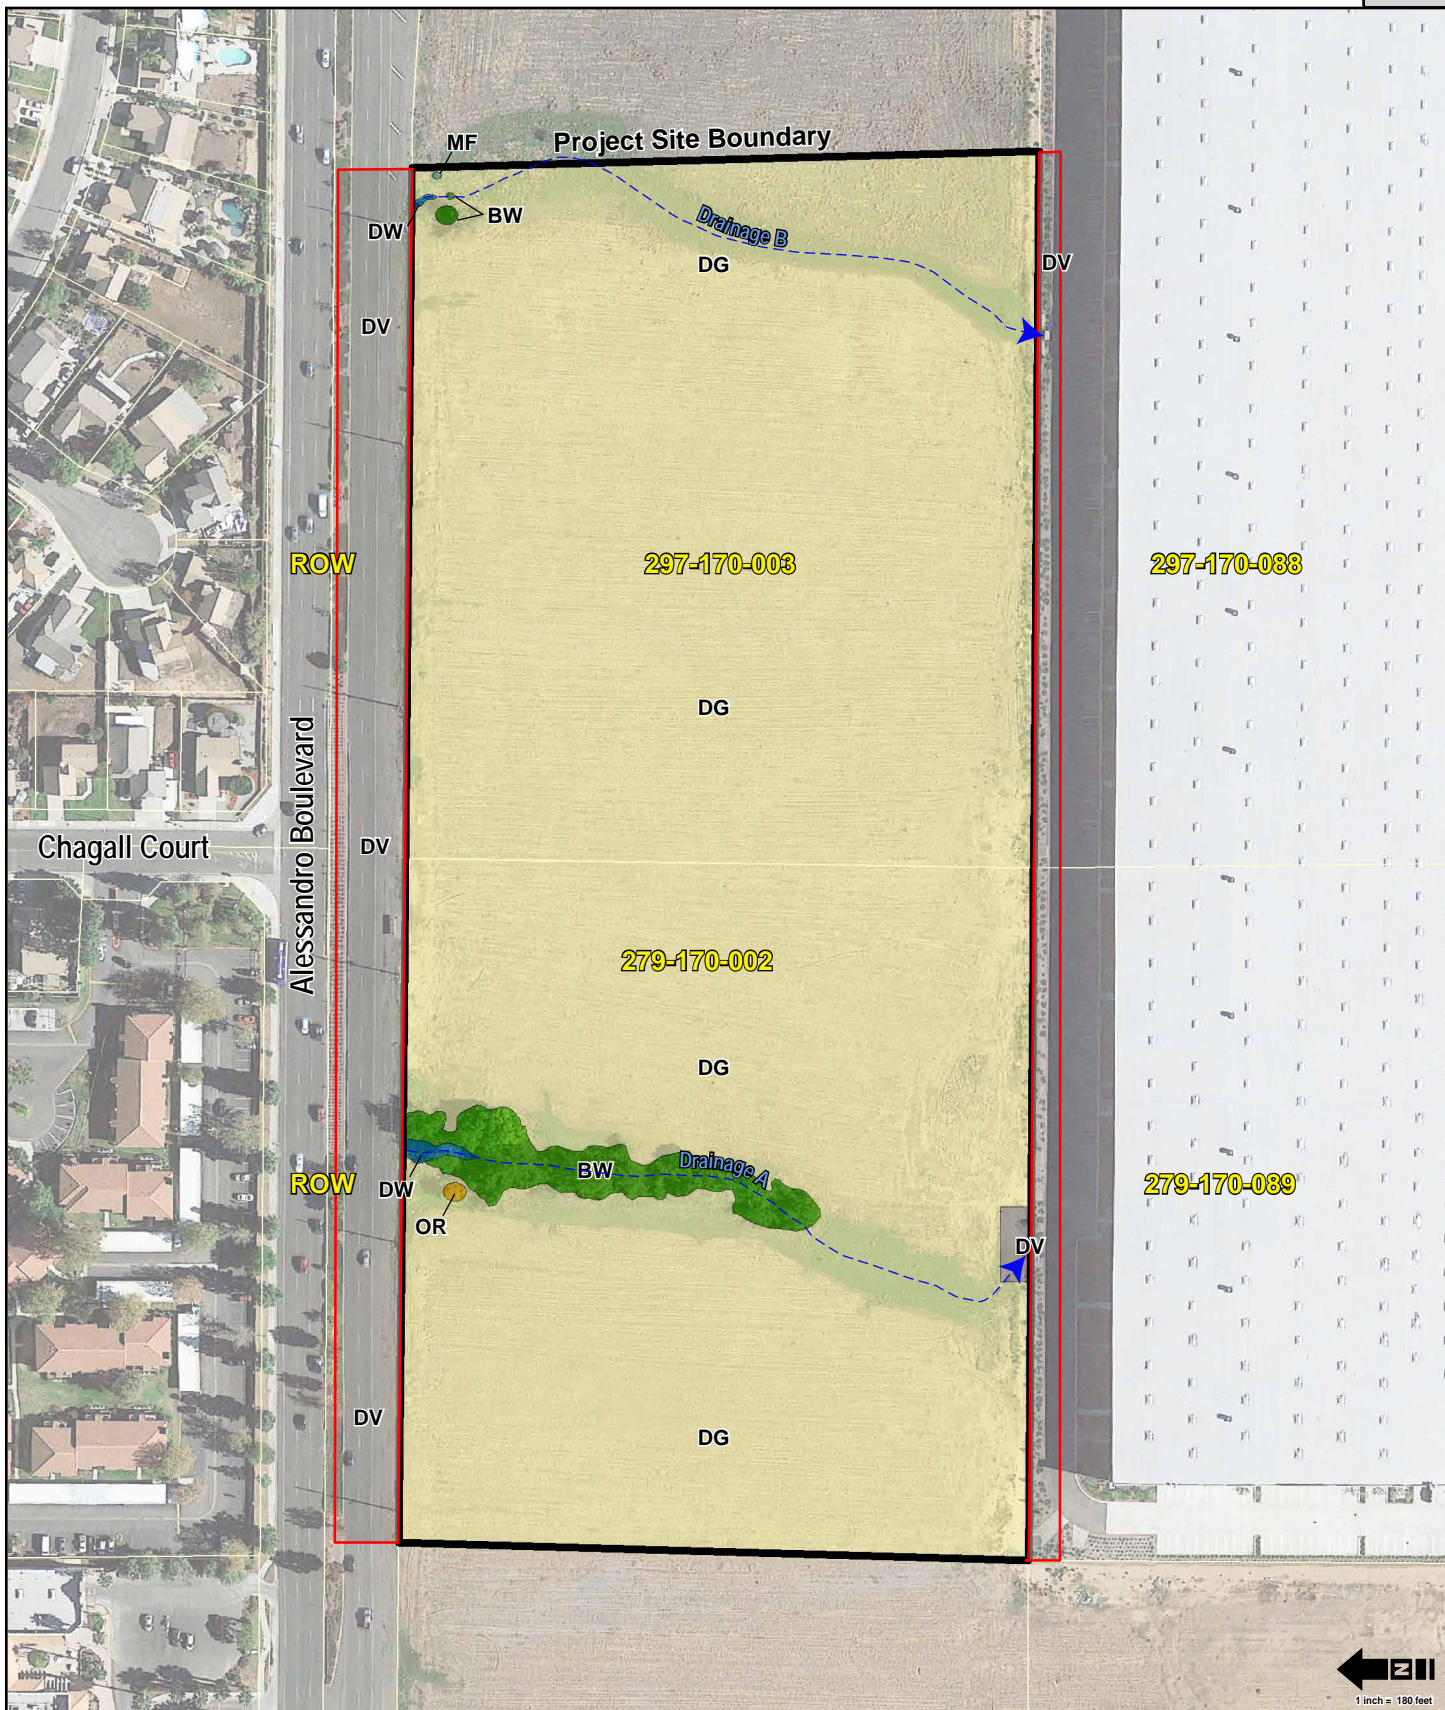 Project Site Boundary
MF
DW
BW
Drainage B
DG
DV
DV
ROW
297-170-003
297-170-088
DG
Alessandro Boulevard
Chagall Court
DV
279-170-002
DG
BW
Drainage A
ROW
DW
279-170-089
OR
DV
DV
DG
N
1 inch = 180 feet